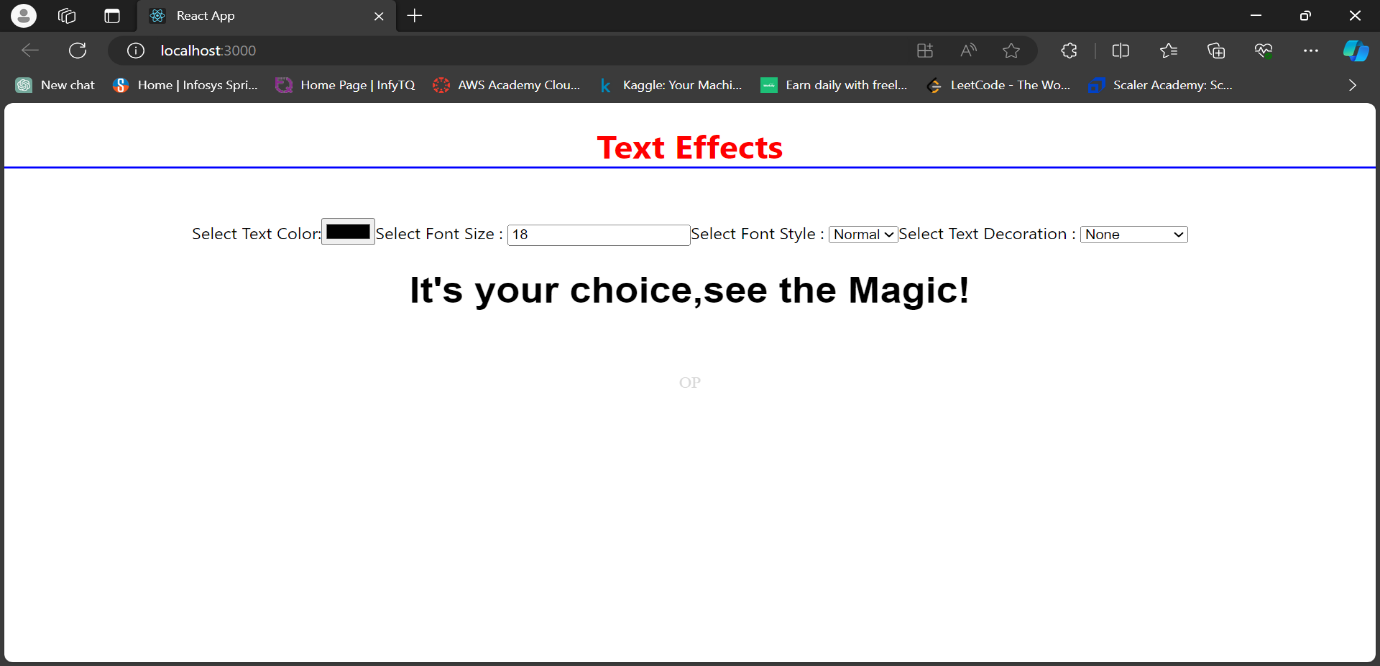 React App
localhost:3000
New chat Home | Infosys Spri... Home Page | InfyTQ AWS Academy Clou... Kaggle: Your Machi... Earn daily with freel... LeetCode - The Wo... Scaler Academy: Sc...
Text Effects
Select Text Color: Select Font Size : 18 Select Font Style : Normal Select Text Decoration : None
It's your choice,see the Magic!
OP